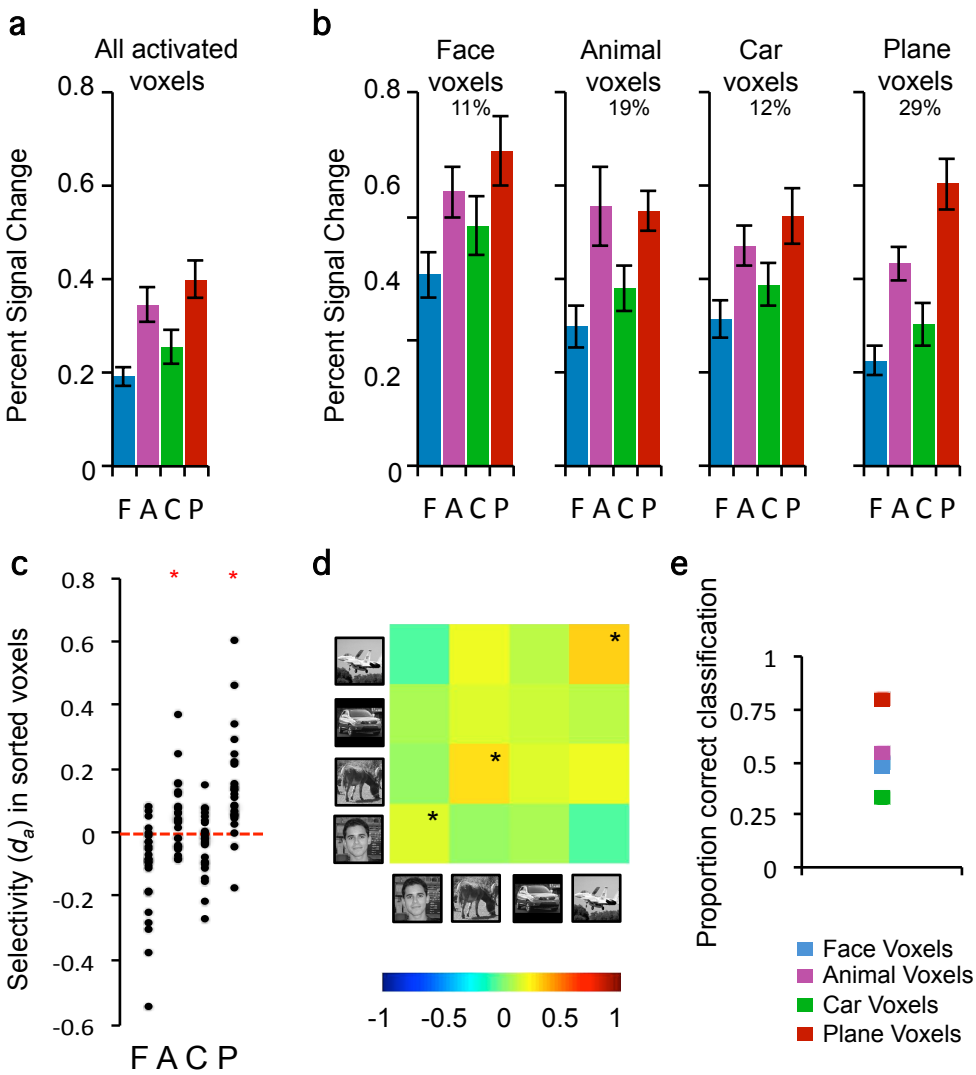 a
All activated
voxels
Percent Signal Change
0.8
0.6
0.4
0.2
0
F A C P
b
Percent Signal Change
0.8
0.6
0.4
0.2
0
Face
voxels
11%
F A C P
Animal
voxels
19%
F A C P
Car
voxels
12%
F A C P
Plane
voxels
29%
F A C P
c
Selectivity (da) in sorted voxels
0.8
0.6
0.4
0.2
0
-0.2
-0.4
-0.6
* *
F A C P
d
*
*
*
-1 -0.5 0 0.5 1
e
Proportion correct classification
1
0.75
0.5
0.25
0
Face Voxels
Animal Voxels
Car Voxels
Plane Voxels